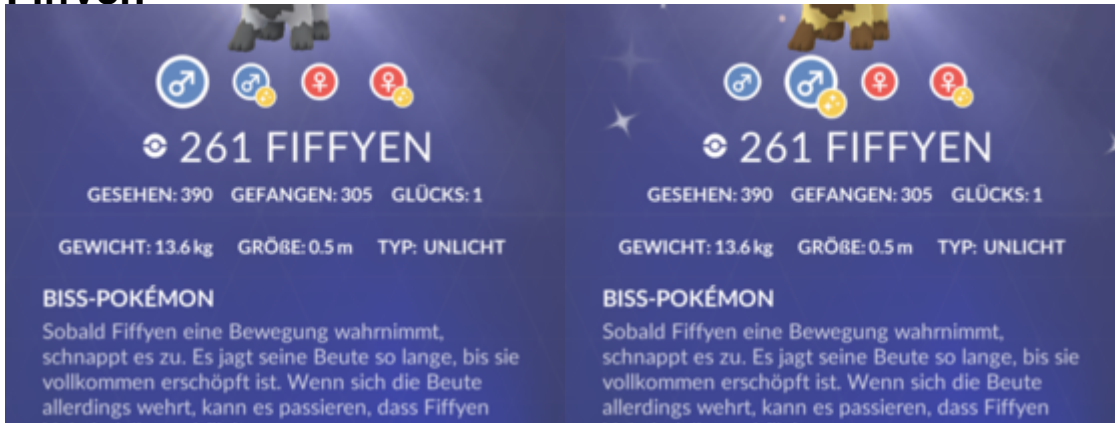 Fiffyen
261 FIFFYEN
GESEHEN: 390 GEFANGEN: 305 GLÜCKS: 1
GEWICHT: 13.6 kg GRÖßE: 0.5 m TYP: UNLICHT
BISS-POKÉMON
Sobald Fiffyen eine Bewegung wahrnimmt,
schnappt es zu. Es jagt seine Beute so lange, bis sie
vollkommen erschöpft ist. Wenn sich die Beute
allerdings wehrt, kann es passieren, dass Fiffyen
261 FIFFYEN
GESEHEN: 390 GEFANGEN: 305 GLÜCKS: 1
GEWICHT: 13.6 kg GRÖßE: 0.5 m TYP: UNLICHT
BISS-POKÉMON
Sobald Fiffyen eine Bewegung wahrnimmt,
schnappt es zu. Es jagt seine Beute so lange, bis sie
vollkommen erschöpft ist. Wenn sich die Beute
allerdings wehrt, kann es passieren, dass Fiffyen